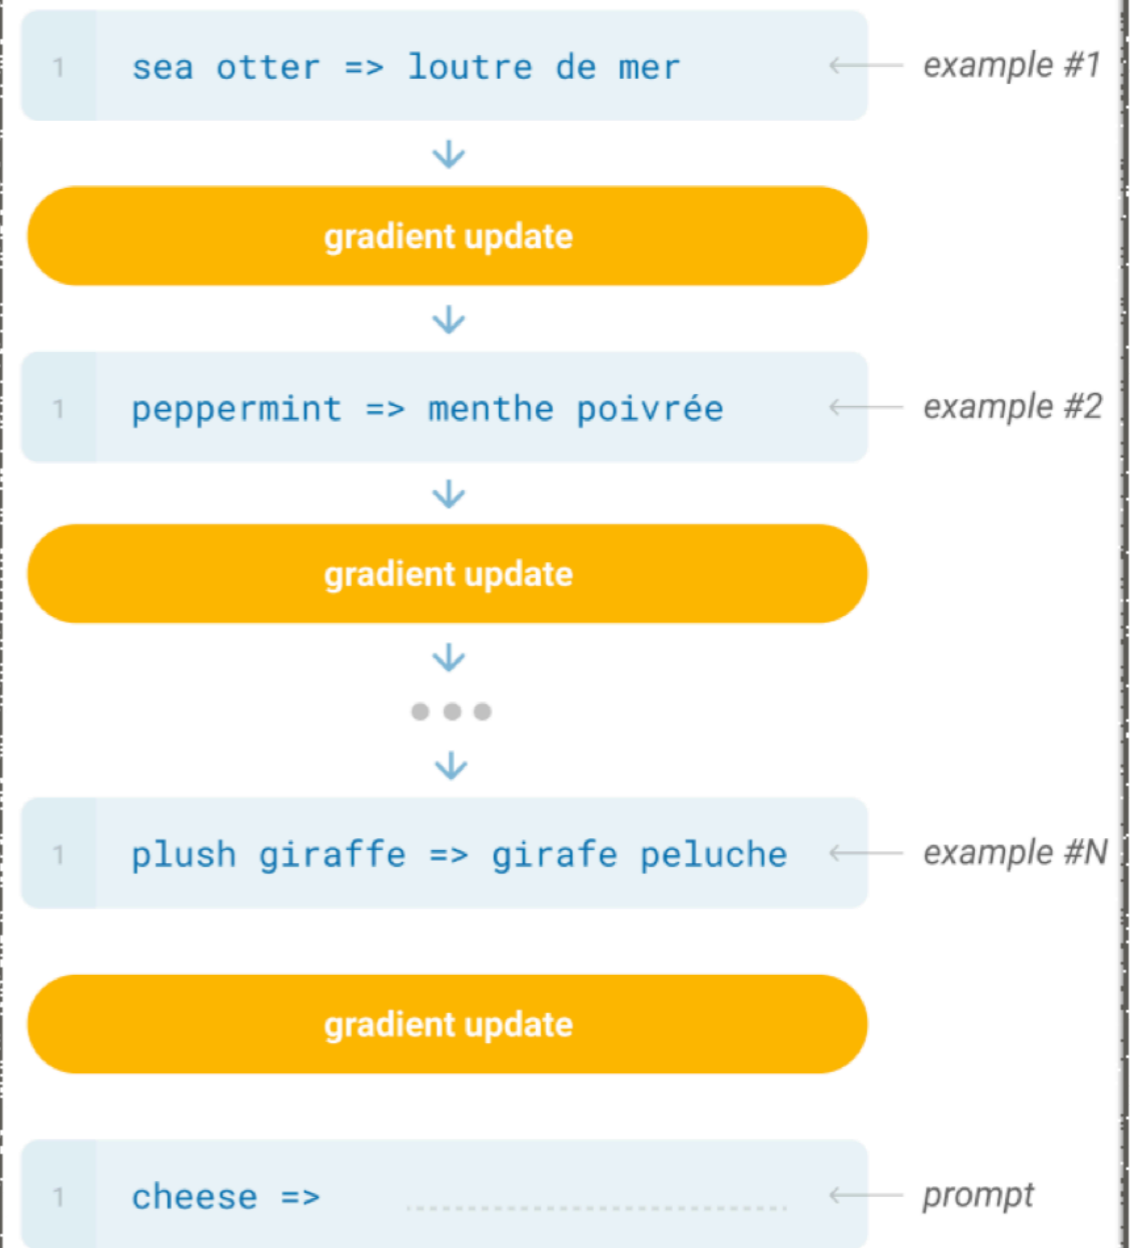 1 sea otter => loutre de mer example #1
gradient update
1 peppermint => menthe poivrée example #2
gradient update
1 plush giraffe => girafe peluche example #N
gradient update
1 cheese => prompt